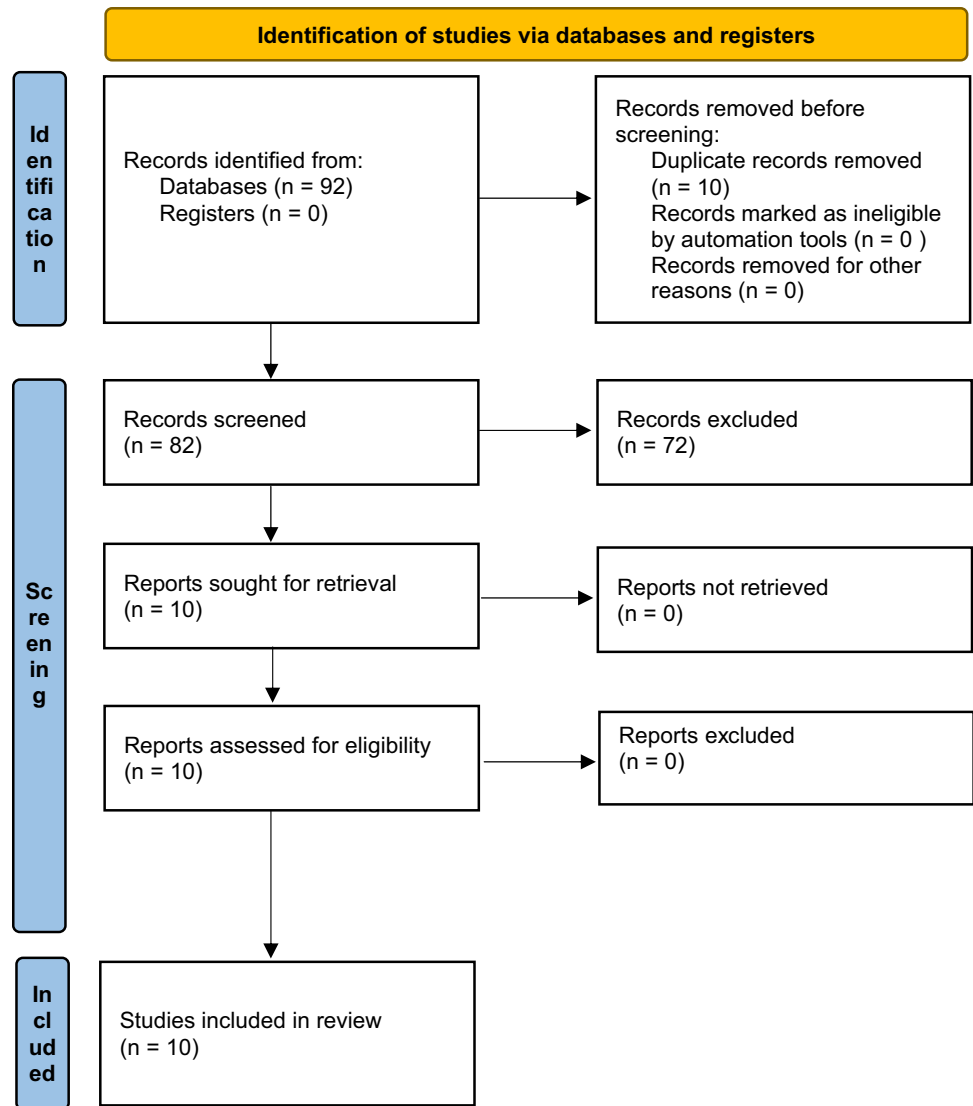 Identification of studies via databases and registers
Id
en
tifi
ca
tio
n
Records identified from:
Databases (n = 92)
Registers (n = 0)
Records removed before
screening:
Duplicate records removed
(n = 10)
Records marked as ineligible
by automation tools (n = 0 )
Records removed for other
reasons (n = 0)
Sc
re
en
in
g
Records screened
(n = 82)
Records excluded
(n = 72)
Reports sought for retrieval
(n = 10)
Reports not retrieved
(n = 0)
Reports assessed for eligibility
(n = 10)
Reports excluded
(n = 0)
In
cl
ud
ed
Studies included in review
(n = 10)